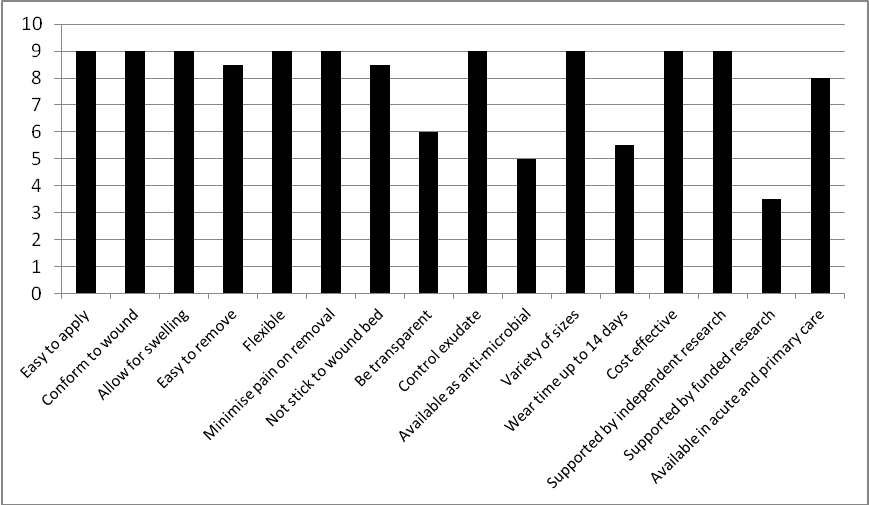 10
9
8
7
6
5
4
3
2
1
0
Easy to apply
Conform to wound
Allow for swelling
Easy to remove
Flexible
Minimise pain on removal
Not stick to wound bed
Be transparent
Control exudate
Available as anti-microbial
Variety of sizes
Wear time up to 14 days
Cost effective
Supported by independent research
Supported by funded research
Available in acute and primary care